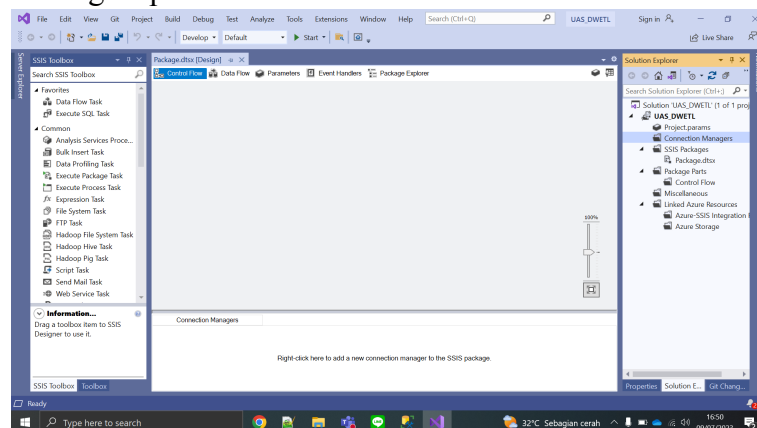 File Edit View Git Project Build Debug Test Analyze Tools Extensions Window Help Search (Ctrl+Q) UAS_DWETL Sign in
Develop Default Start Live Share
Server Explorer
SSIS Toolbox
Search SSIS Toolbox
Favorites
Data Flow Task
Execute SQL Task
Common
Analysis Services Proce...
Bulk Insert Task
Data Profiling Task
Execute Package Task
Execute Process Task
Expression Task
File System Task
FTP Task
Hadoop File System Task
Hadoop Hive Task
Hadoop Pig Task
Script Task
Send Mail Task
Web Service Task
Information...
Drag a toolbox item to SSIS
Designer to use it.
SSIS Toolbox Toolbox
Package.dtsx [Design]
Control Flow Data Flow Parameters Event Handlers Package Explorer
100%
Connection Managers
Right-click here to add a new connection manager to the SSIS package.
Solution Explorer
Search Solution Explorer (Ctrl+;)
Solution 'UAS_DWETL' (1 of 1 proj
UAS_DWETL
Project.params
Connection Managers
SSIS Packages
Package.dtsx
Package Parts
Control Flow
Miscellaneous
Linked Azure Resources
Azure-SSIS Integration
Azure Storage
Properties Solution E... Git Chang...
Ready
Type here to search 32°C Sebagian cerah 16:50